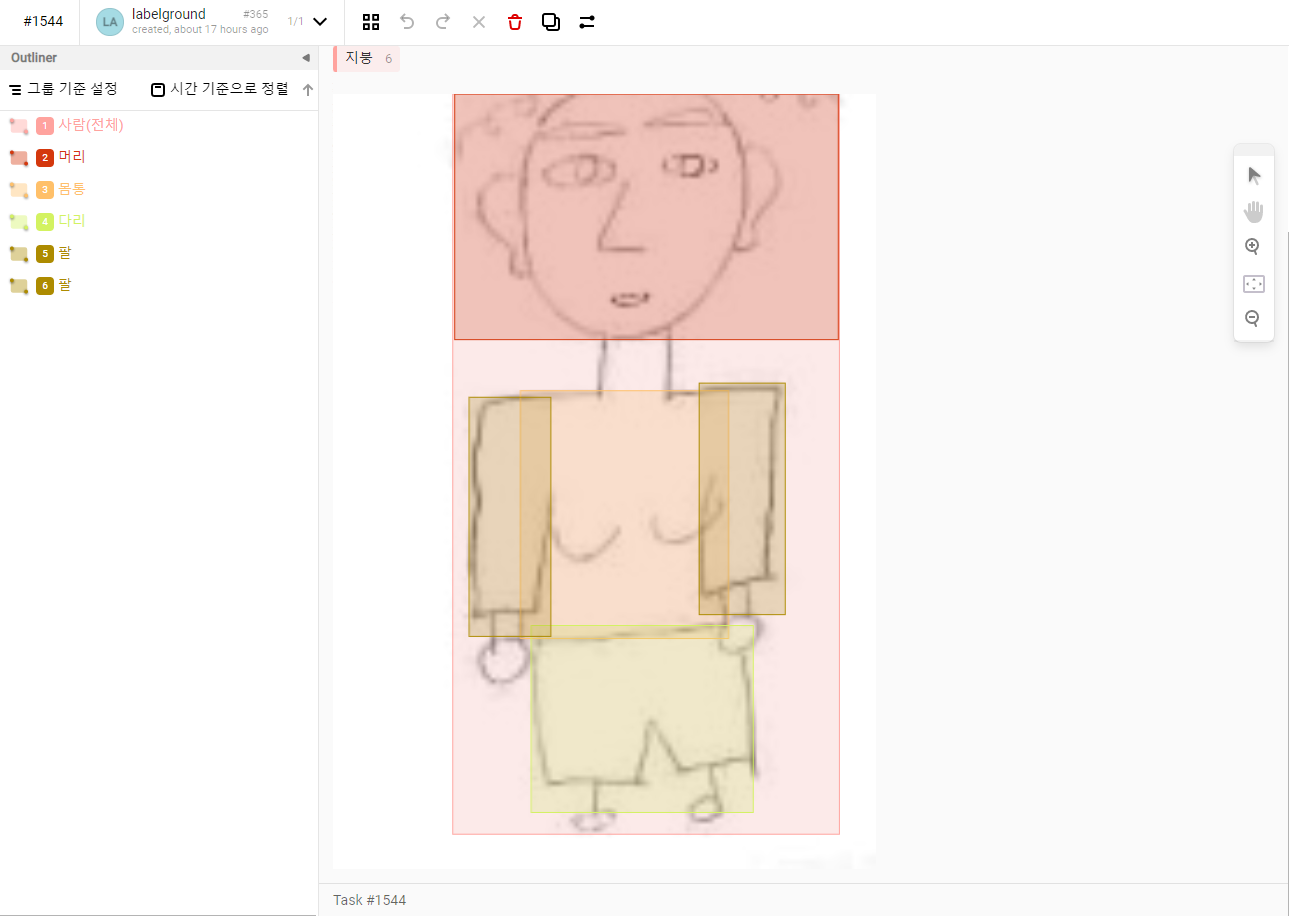 #1544
LA
labelground #365
created, about 17 hours ago
1/1
Outliner
그룹 기준 설정 시간 기준으로 정렬
1 사람(전체)
2 머리
3 몸통
4 다리
5 팔
6 팔
지붕 6
Task #1544